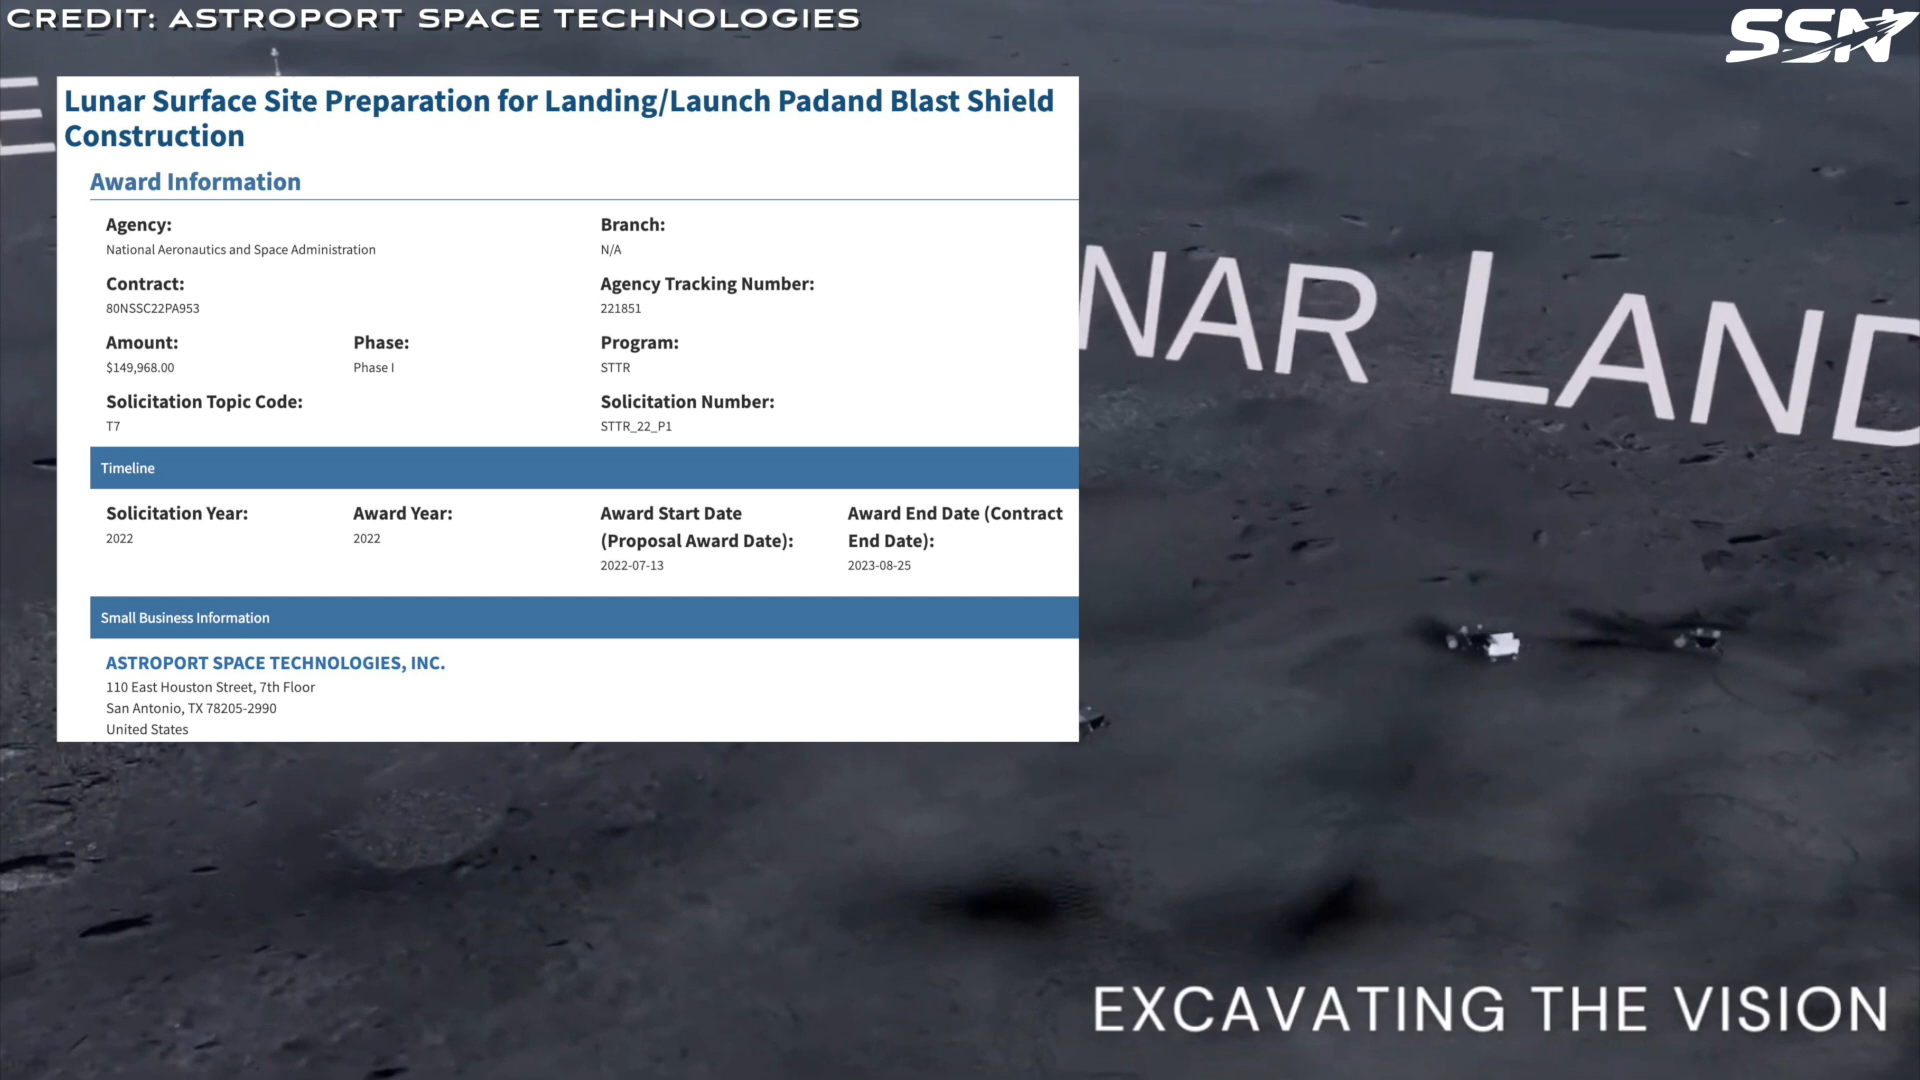 CREDIT: ASTROPORT SPACE TECHNOLOGIES
SSN
Lunar Surface Site Preparation for Landing/Launch Padand Blast Shield
Construction
Award Information
Agency:
National Aeronautics and Space Administration
Branch:
N/A
Contract:
80NSSC22PA953
Agency Tracking Number:
221851
Amount:
$149,968.00
Phase:
Phase I
Program:
STTR
Solicitation Topic Code:
T7
Solicitation Number:
STTR_22_P1
Timeline
Solicitation Year:
2022
Award Year:
2022
Award Start Date
(Proposal Award Date):
2022-07-13
Award End Date (Contract
End Date):
2023-08-25
Small Business Information
ASTROPORT SPACE TECHNOLOGIES, INC.
110 East Houston Street, 7th Floor
San Antonio, TX 78205-2990
United States
NAR LAND
EXCAVATING THE VISION